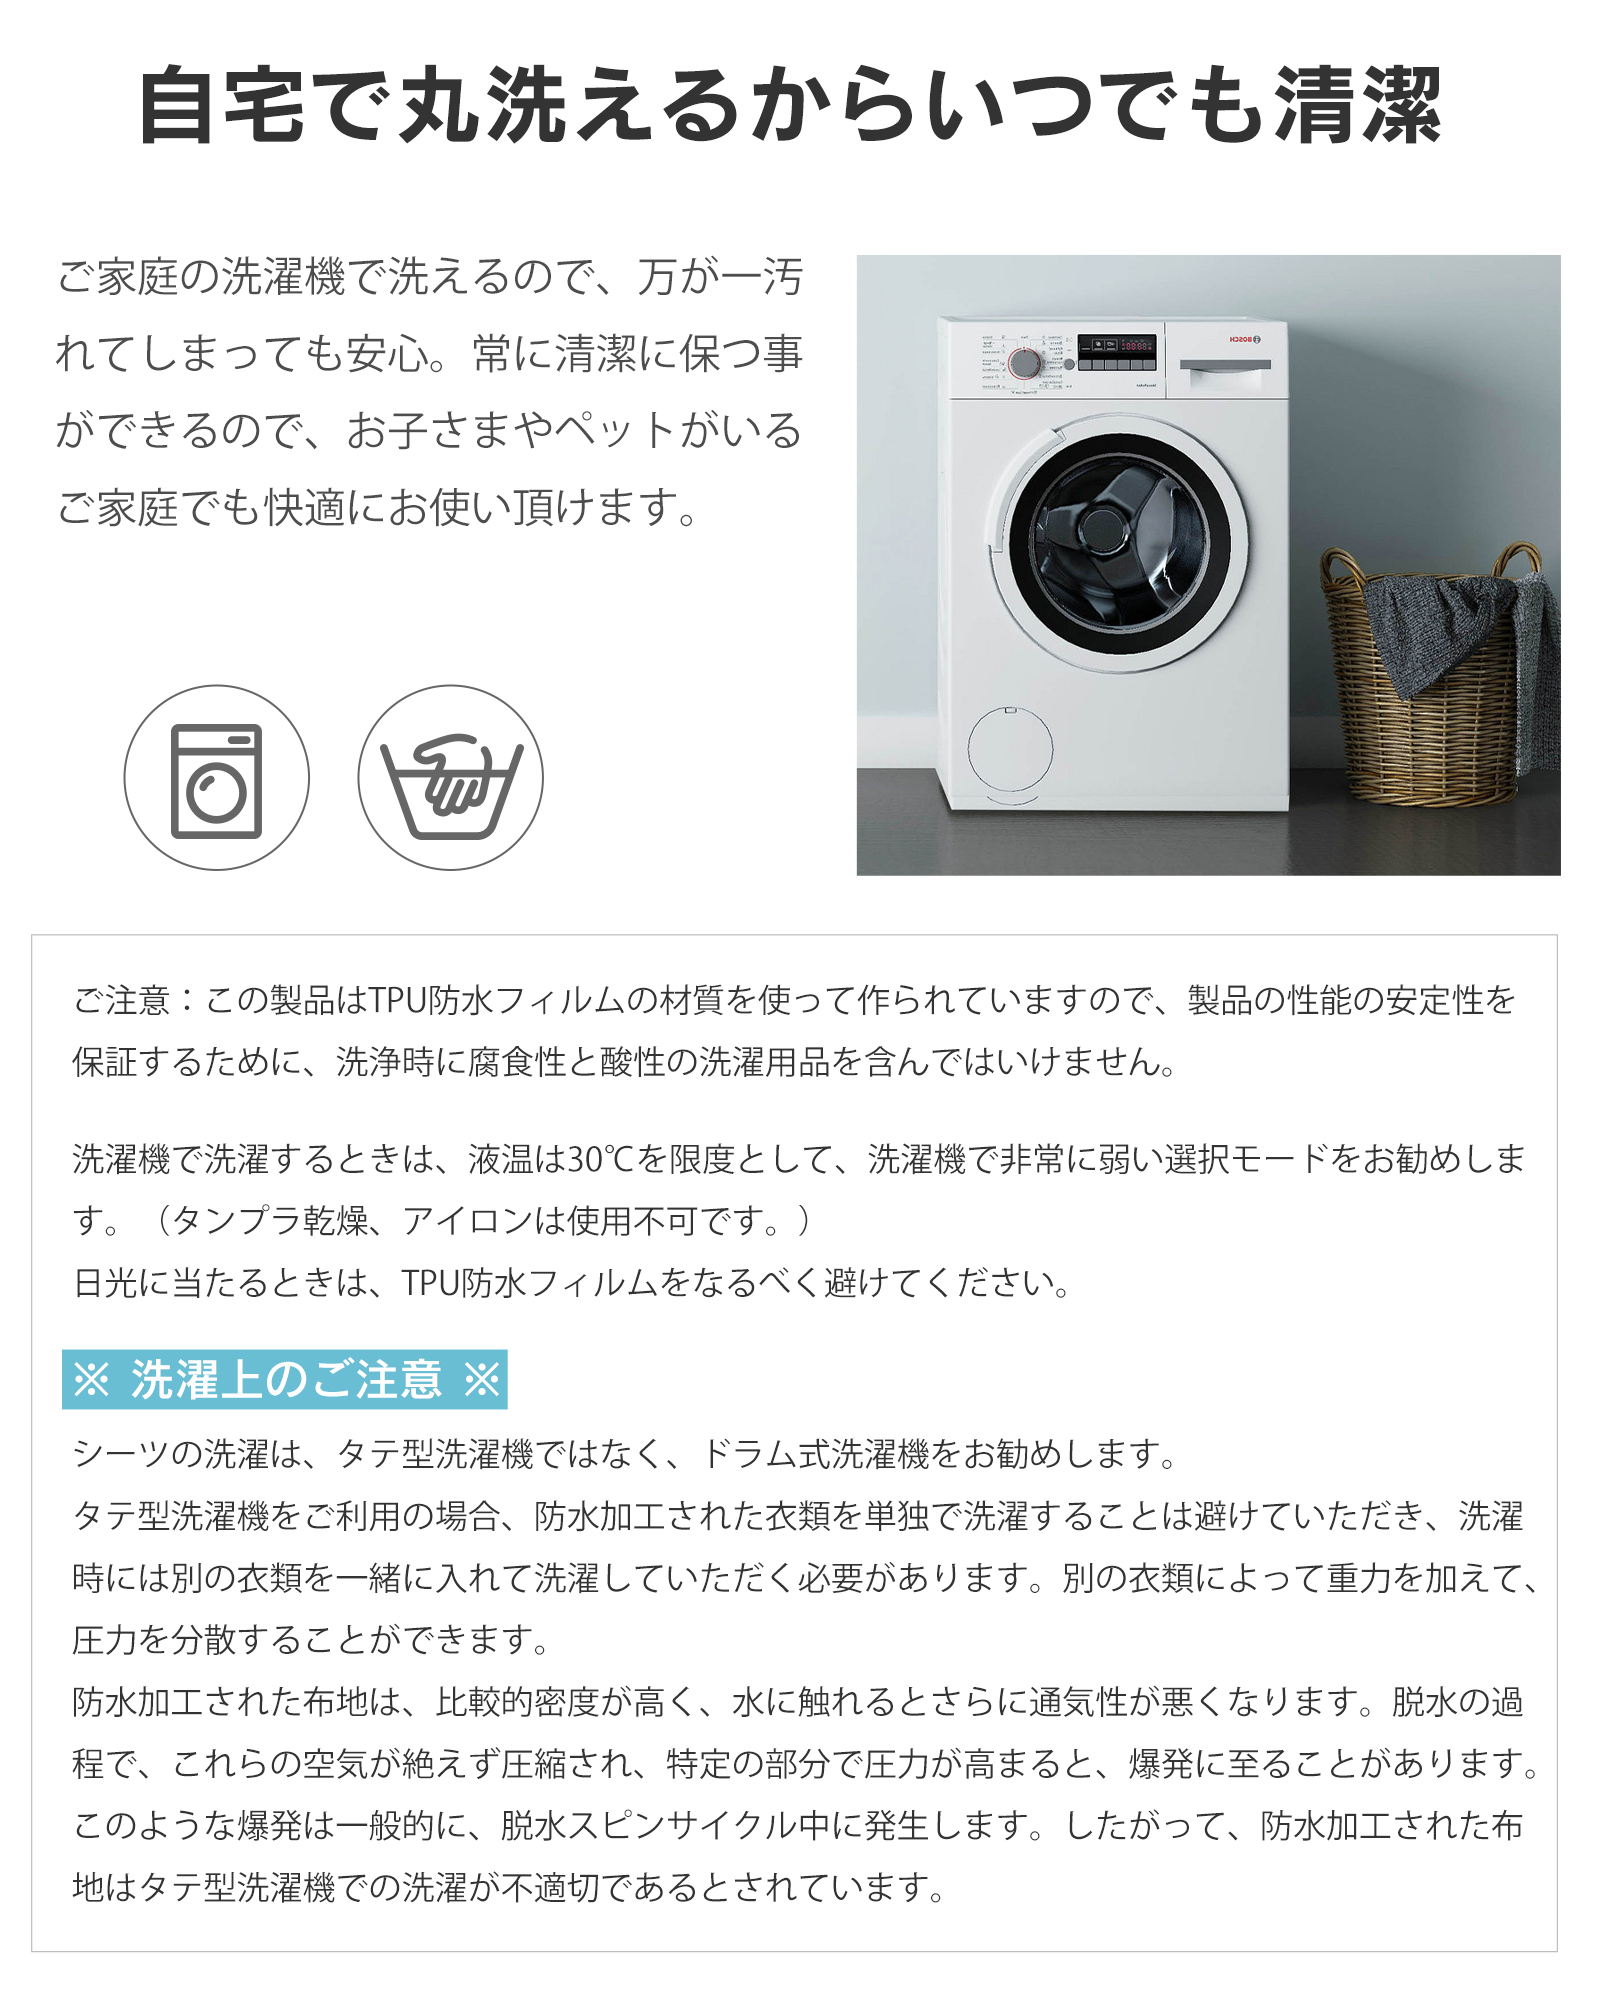 自宅で丸洗えるからいつでも清潔
ご家庭の洗濯機で洗えるので、万が一汚
れてしまっても安心。常に清潔に保つ事
ができるので、お子さまやペットがいる
ご家庭でも快適にお使い頂けます。
BOSCH
ご注意：この製品はTPU防水フィルムの材質を使って作られていますので、製品の性能の安定性を
保証するために、洗浄時に腐食性と酸性の洗濯用品を含んではいけません。
洗濯機で洗濯するときは、液温は30℃を限度として、洗濯機で非常に弱い選択モードをお勧めしま
す。（タンプラ乾燥、アイロンは使用不可です。）
日光に当たるときは、TPU防水フィルムをなるべく避けてください。
※ 洗濯上のご注意 ※
シーツの洗濯は、タテ型洗濯機ではなく、ドラム式洗濯機をお勧めします。
タテ型洗濯機をご利用の場合、防水加工された衣類を単独で洗濯することは避けていただき、洗濯
時には別の衣類を一緒に入れて洗濯していただく必要があります。別の衣類によって重力を加えて、
圧力を分散することができます。
防水加工された布地は、比較的密度が高く、水に触れるとさらに通気性が悪くなります。脱水の過
程で、これらの空気が絶えず圧縮され、特定の部分で圧力が高まると、爆発に至ることがあります。
このような爆発は一般的に、脱水スピンサイクル中に発生します。したがって、防水加工された布
地はタテ型洗濯機での洗濯が不適切であるとされています。